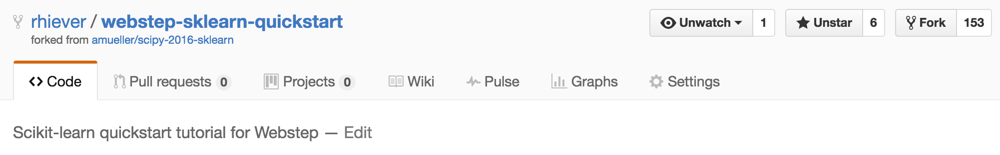 rhiever / webstep-sklearn-quickstart
forked from amueller/scipy-2016-sklearn
Unwatch 1 Unstar 6 Fork 153
Code Pull requests 0 Projects 0 Wiki Pulse Graphs Settings
Scikit-learn quickstart tutorial for Webstep — Edit